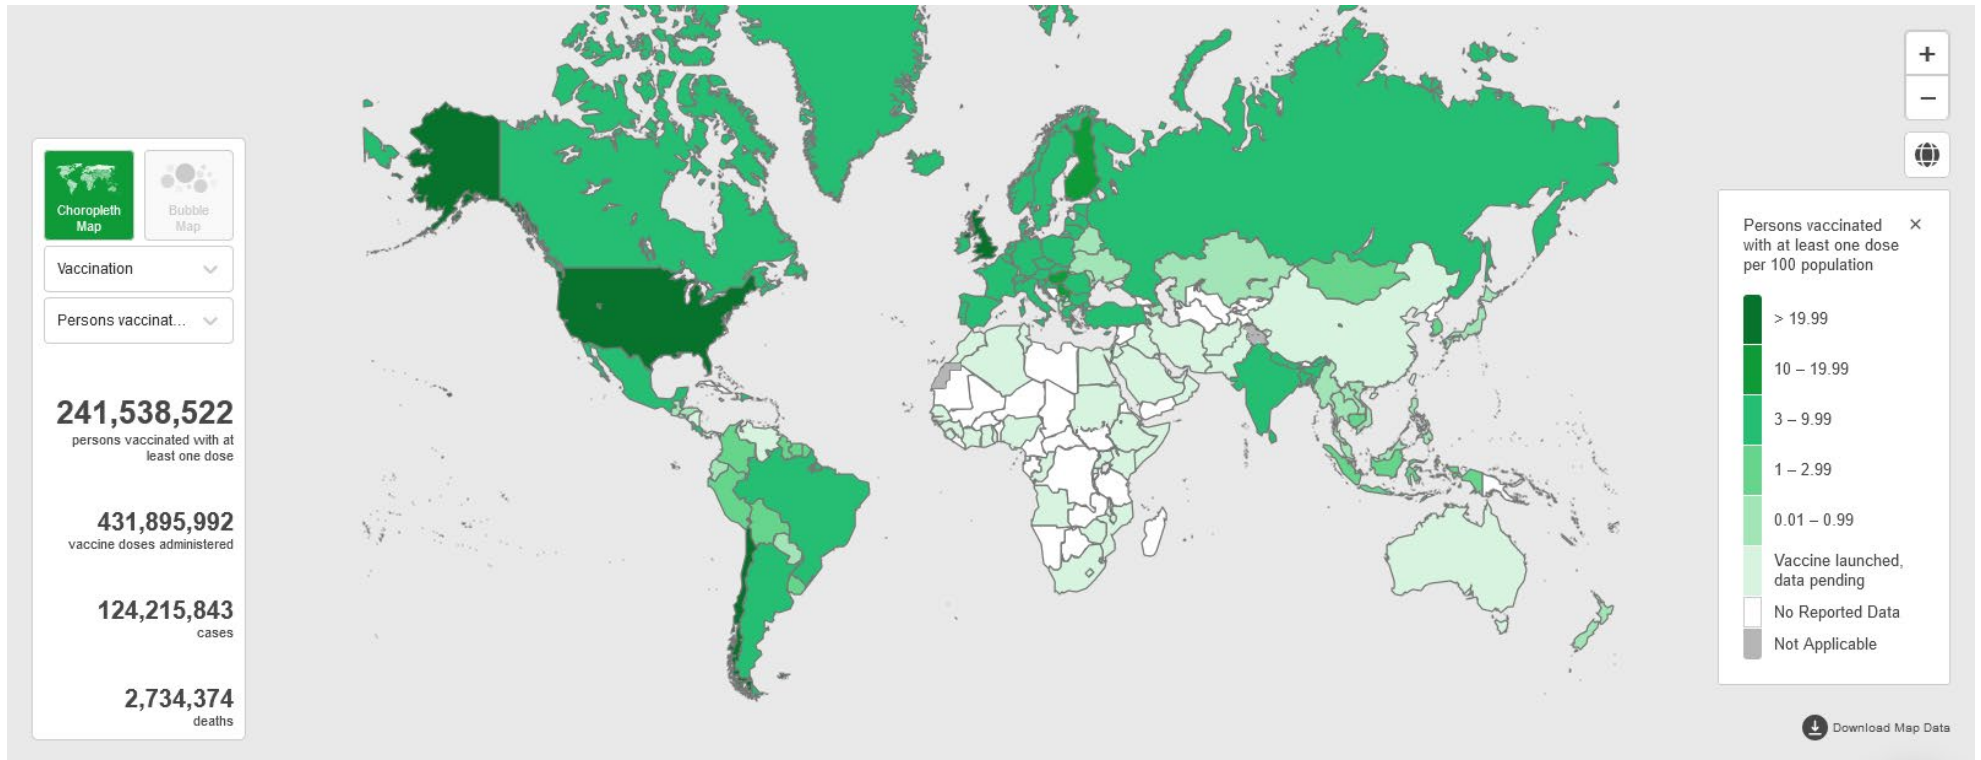 Choropleth
Map
Bubble
Map
Vaccination
Persons vaccinat...
241,538,522
persons vaccinated with at
least one dose
431,895,992
vaccine doses administered
124,215,843
cases
2,734,374
deaths
+
−
Persons vaccinated
with at least one dose
per 100 population
> 19.99
10 – 19.99
3 – 9.99
1 – 2.99
0.01 – 0.99
Vaccine launched,
data pending
No Reported Data
Not Applicable
Download Map Data